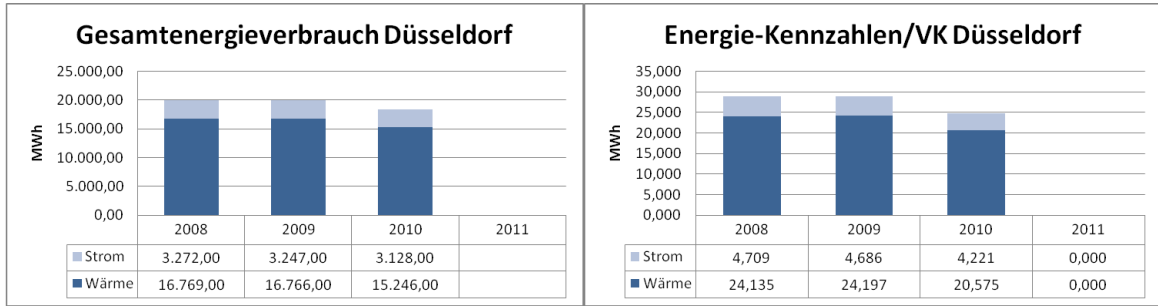 Gesamtenergieverbrauch Düsseldorf
MWh
25.000,00
20.000,00
15.000,00
10.000,00
5.000,00
0,00
2008 2009 2010 2011
Strom 3.272,00 3.247,00 3.128,00
Wärme 16.769,00 16.766,00 15.246,00
Energie-Kennzahlen/VK Düsseldorf
MWh
35,000
30,000
25,000
20,000
15,000
10,000
5,000
0,000
2008 2009 2010 2011
Strom 4,709 4,686 4,221 0,000
Wärme 24,135 24,197 20,575 0,000